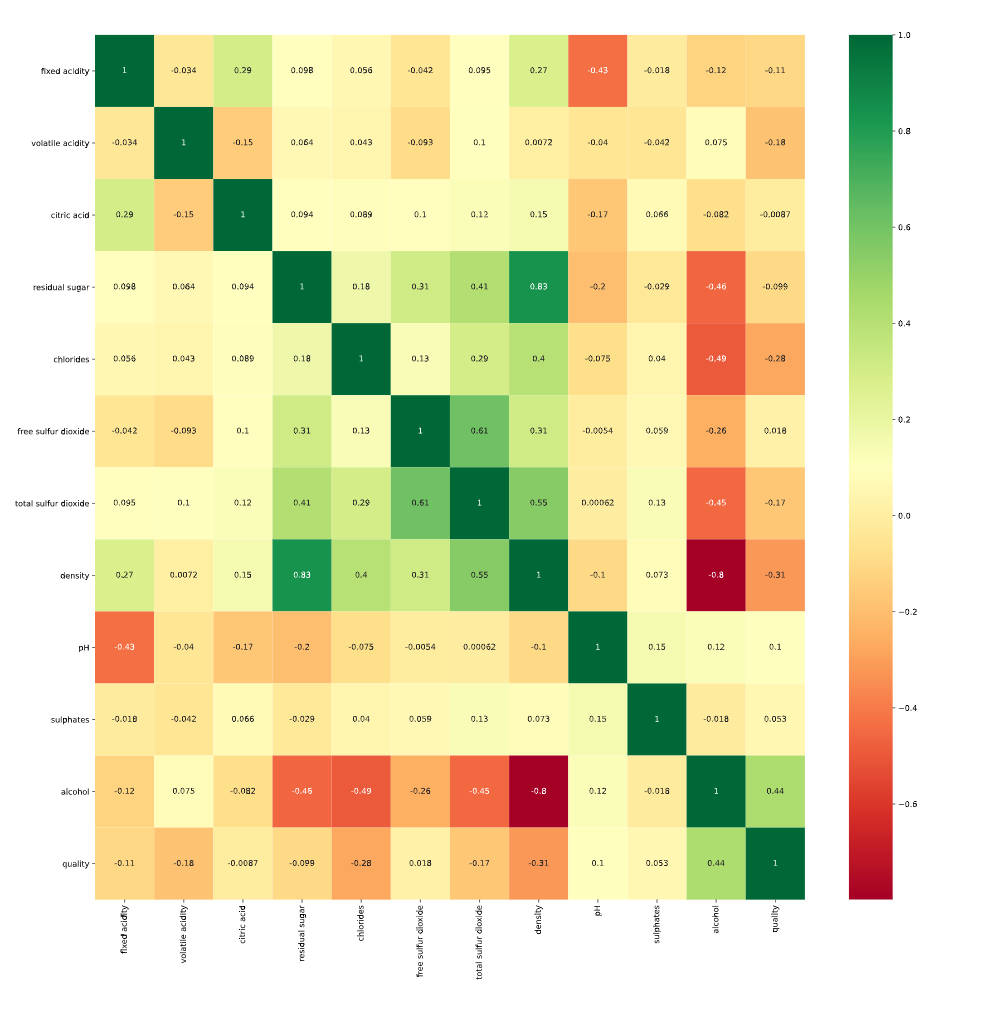 fixed acidity 1 -0.034 0.29 0.098 0.056 -0.042 0.095 0.27 -0.43 -0.018 -0.12 -0.11
volatile acidity -0.034 1 -0.15 0.064 0.043 -0.093 0.1 0.0072 -0.04 -0.042 0.075 -0.18
citric acid 0.29 -0.15 1 0.094 0.089 0.1 0.12 0.15 -0.17 0.066 -0.082 -0.0087
residual sugar 0.098 0.064 0.094 1 0.18 0.31 0.41 0.83 -0.2 -0.029 -0.46 -0.099
chlorides 0.056 0.043 0.089 0.18 1 0.13 0.29 0.4 -0.075 0.04 -0.49 -0.28
free sulfur dioxide -0.042 -0.093 0.1 0.31 0.13 1 0.61 0.31 -0.0054 0.059 -0.26 0.018
total sulfur dioxide 0.095 0.1 0.12 0.41 0.29 0.61 1 0.55 0.00062 0.13 -0.45 -0.17
density 0.27 0.0072 0.15 0.83 0.4 0.31 0.55 1 -0.1 0.073 -0.8 -0.31
pH -0.43 -0.04 -0.17 -0.2 -0.075 -0.0054 0.00062 -0.1 1 0.15 0.12 0.1
sulphates -0.018 -0.042 0.066 -0.029 0.04 0.059 0.13 0.073 0.15 1 -0.018 0.053
alcohol -0.12 0.075 -0.082 -0.46 -0.49 -0.26 -0.45 -0.8 0.12 -0.018 1 0.44
quality -0.11 -0.18 -0.0087 -0.099 -0.28 0.018 -0.17 -0.31 0.1 0.053 0.44 1
fixed acidity
volatile acidity
citric acid
residual sugar
chlorides
free sulfur dioxide
total sulfur dioxide
density
pH
sulphates
alcohol
quality
1.0
0.8
0.6
0.4
0.2
0.0
−0.2
−0.4
−0.6